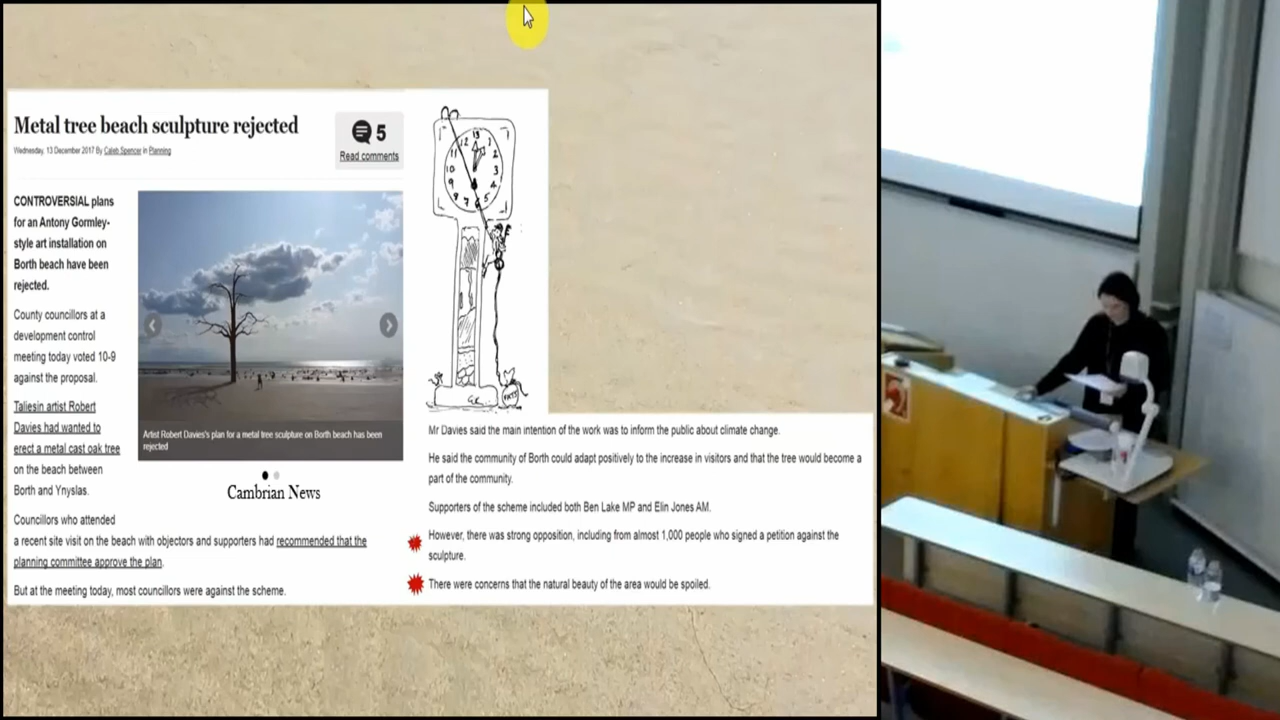 Metal tree beach sculpture rejected
5
Read comments
Wednesday, 13 December 2017 By Caleb Spencer in Planning
CONTROVERSIAL plans
for an Antony Gormley-
style art installation on
Borth beach have been
rejected.
County councillors at a
development control
meeting today voted 10-9
against the proposal.
Taliesin artist Robert
Davies had wanted to
erect a metal cast oak tree
on the beach between
Borth and Ynyslas.
Artist Robert Davies's plan for a metal tree sculpture on Borth beach has been
rejected
Cambrian News
Councillors who attended
a recent site visit on the beach with objectors and supporters had recommended that the
planning committee approve the plan.
But at the meeting today, most councillors were against the scheme.
Mr Davies said the main intention of the work was to inform the public about climate change.
He said the community of Borth could adapt positively to the increase in visitors and that the tree would become a
part of the community.
Supporters of the scheme included both Ben Lake MP and Elin Jones AM.
However, there was strong opposition, including from almost 1,000 people who signed a petition against the
sculpture.
There were concerns that the natural beauty of the area would be spoiled.